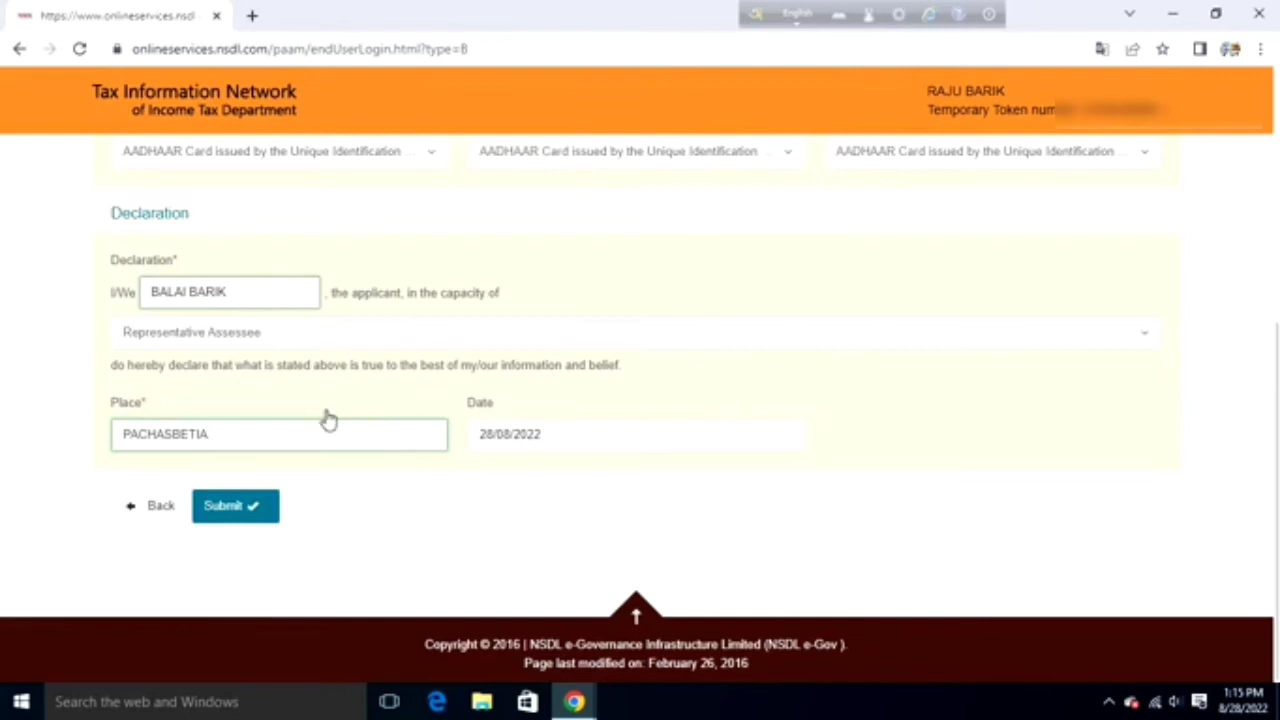 https://www.onlineservices.nsdl
English
onlineservices.nsdl.com/paam/endUserLogin.html?type=B
Tax Information Network
of Income Tax Department
RAJU BARIK
Temporary Token num
AADHAAR Card issued by the Unique Identification ... AADHAAR Card issued by the Unique Identification ... AADHAAR Card issued by the Unique Identification ...
Declaration
Declaration*
I/We BALAI BARIK , the applicant, in the capacity of
Representative Assessee
do hereby declare that what is stated above is true to the best of my/our information and belief.
Place* Date
PACHASBETIA 28/08/2022
Back Submit
Copyright © 2016 | NSDL e-Governance Infrastructure Limited (NSDL e-Gov ).
Page last modified on: February 26, 2016
Search the web and Windows
1:15 PM
8/28/2022